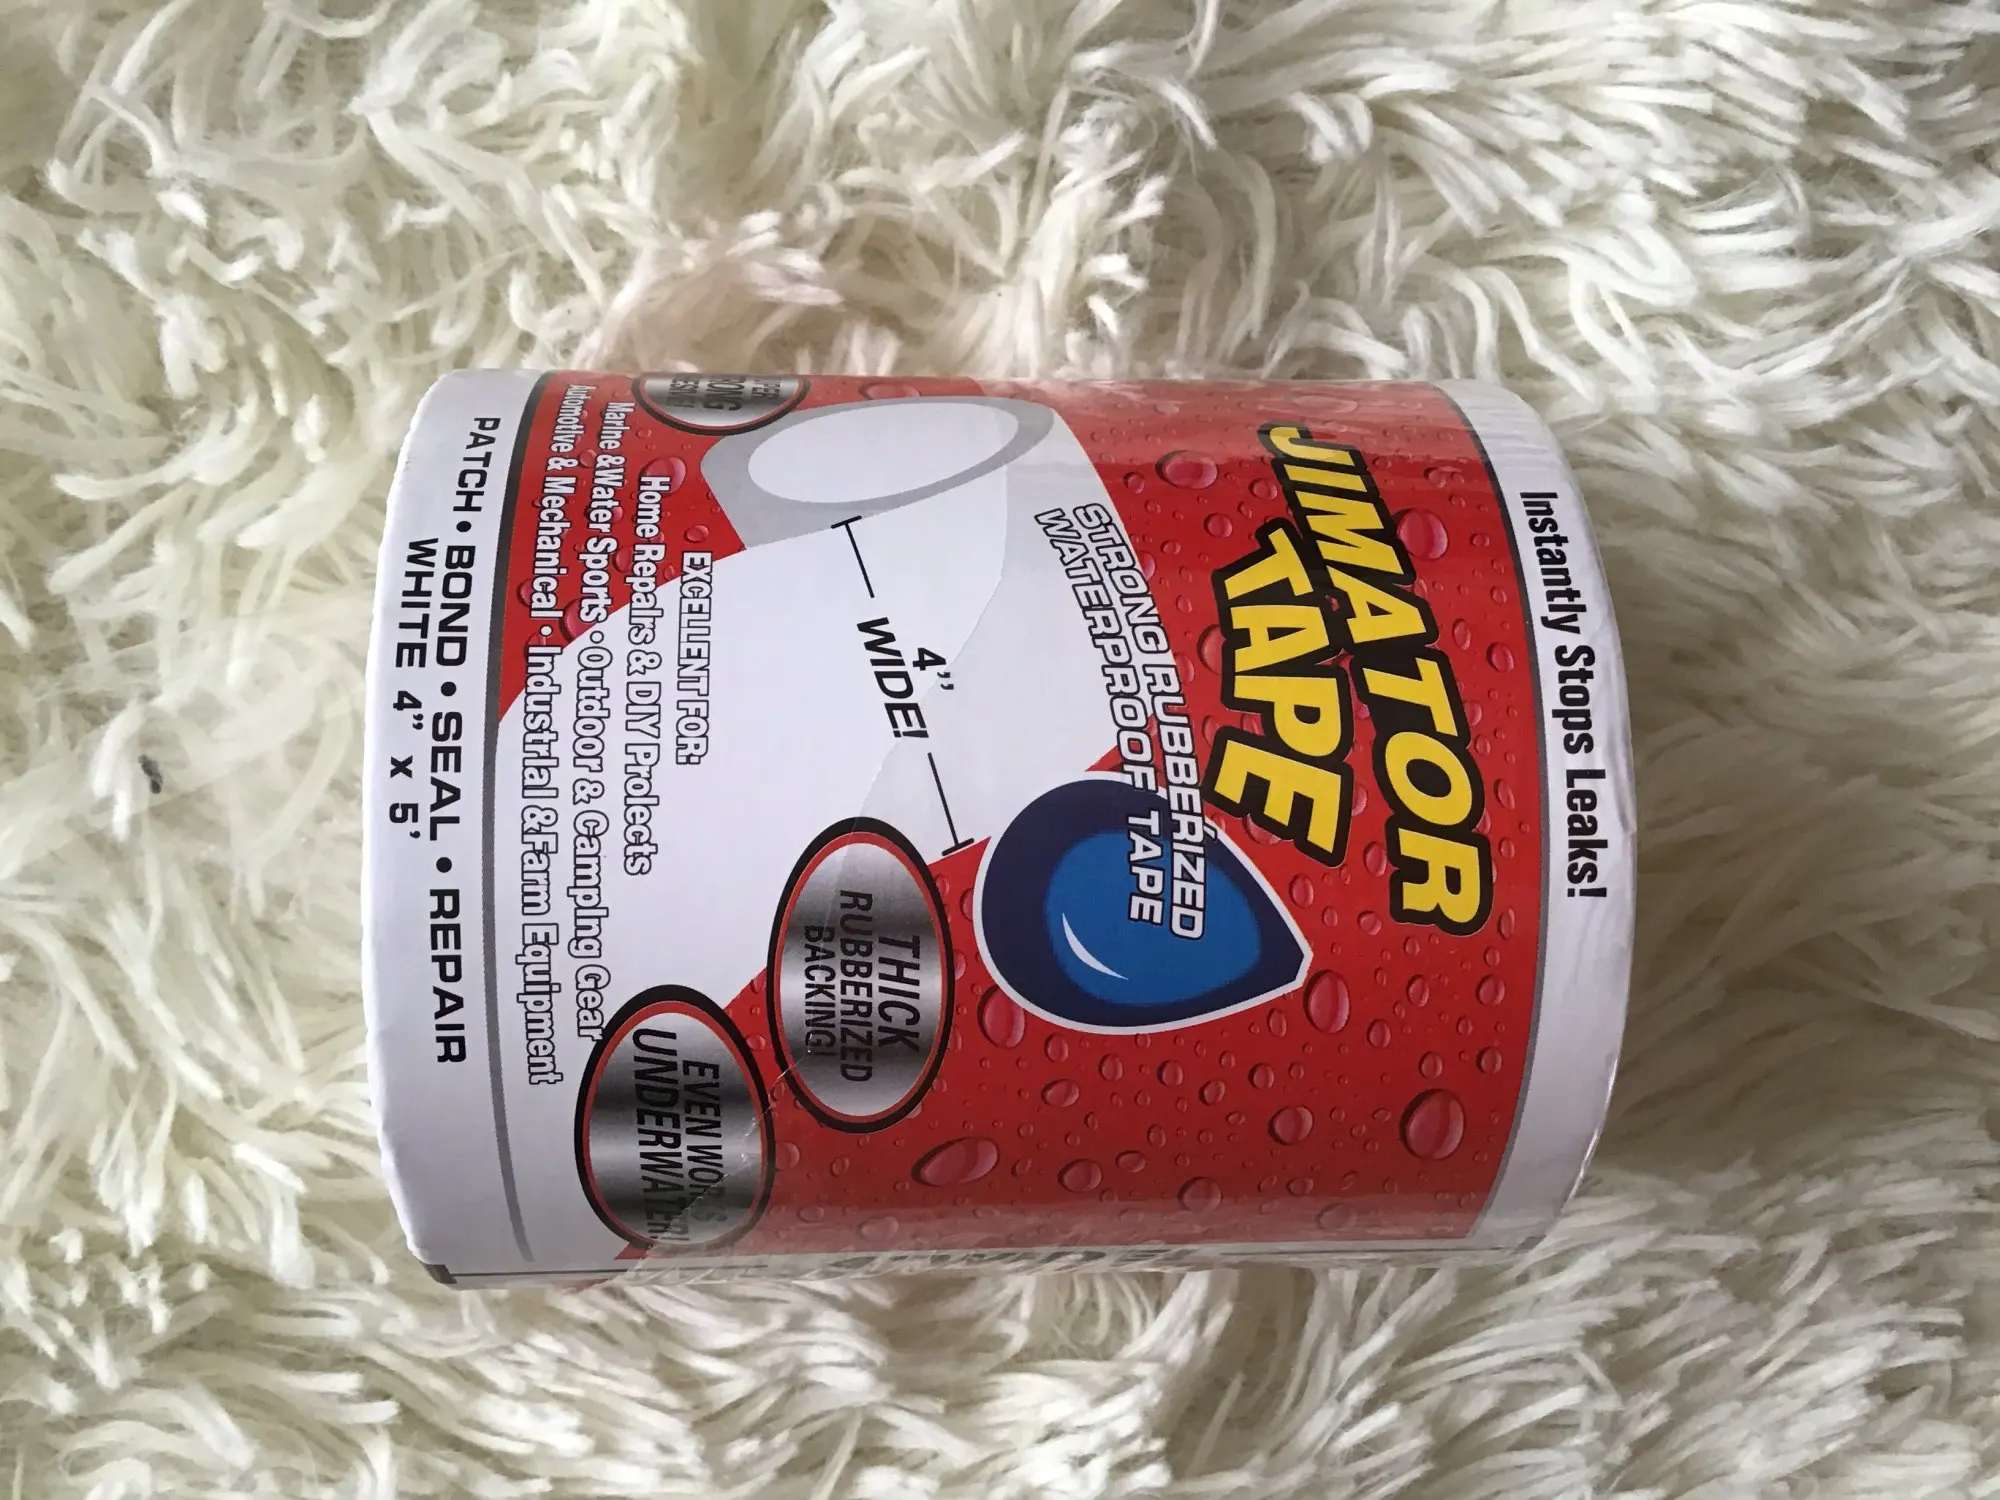 Instantly Stops Leaks!
JIMATOR
TAPE
STRONG RUBBERIZED
WATERPROOF TAPE
4”
WIDE!
THICK
RUBBERIZED
BACKING!
EVEN WORKS
UNDERWATER!
EXCELLENT FOR:
Home Repairs & DIY Prolects
Marine &Water Sports • Outdoor & Camping Gear
Automotive & Mechanical • Industrial &Farm Equipment
PATCH • BOND • SEAL • REPAIR
WHITE 4” x 5’